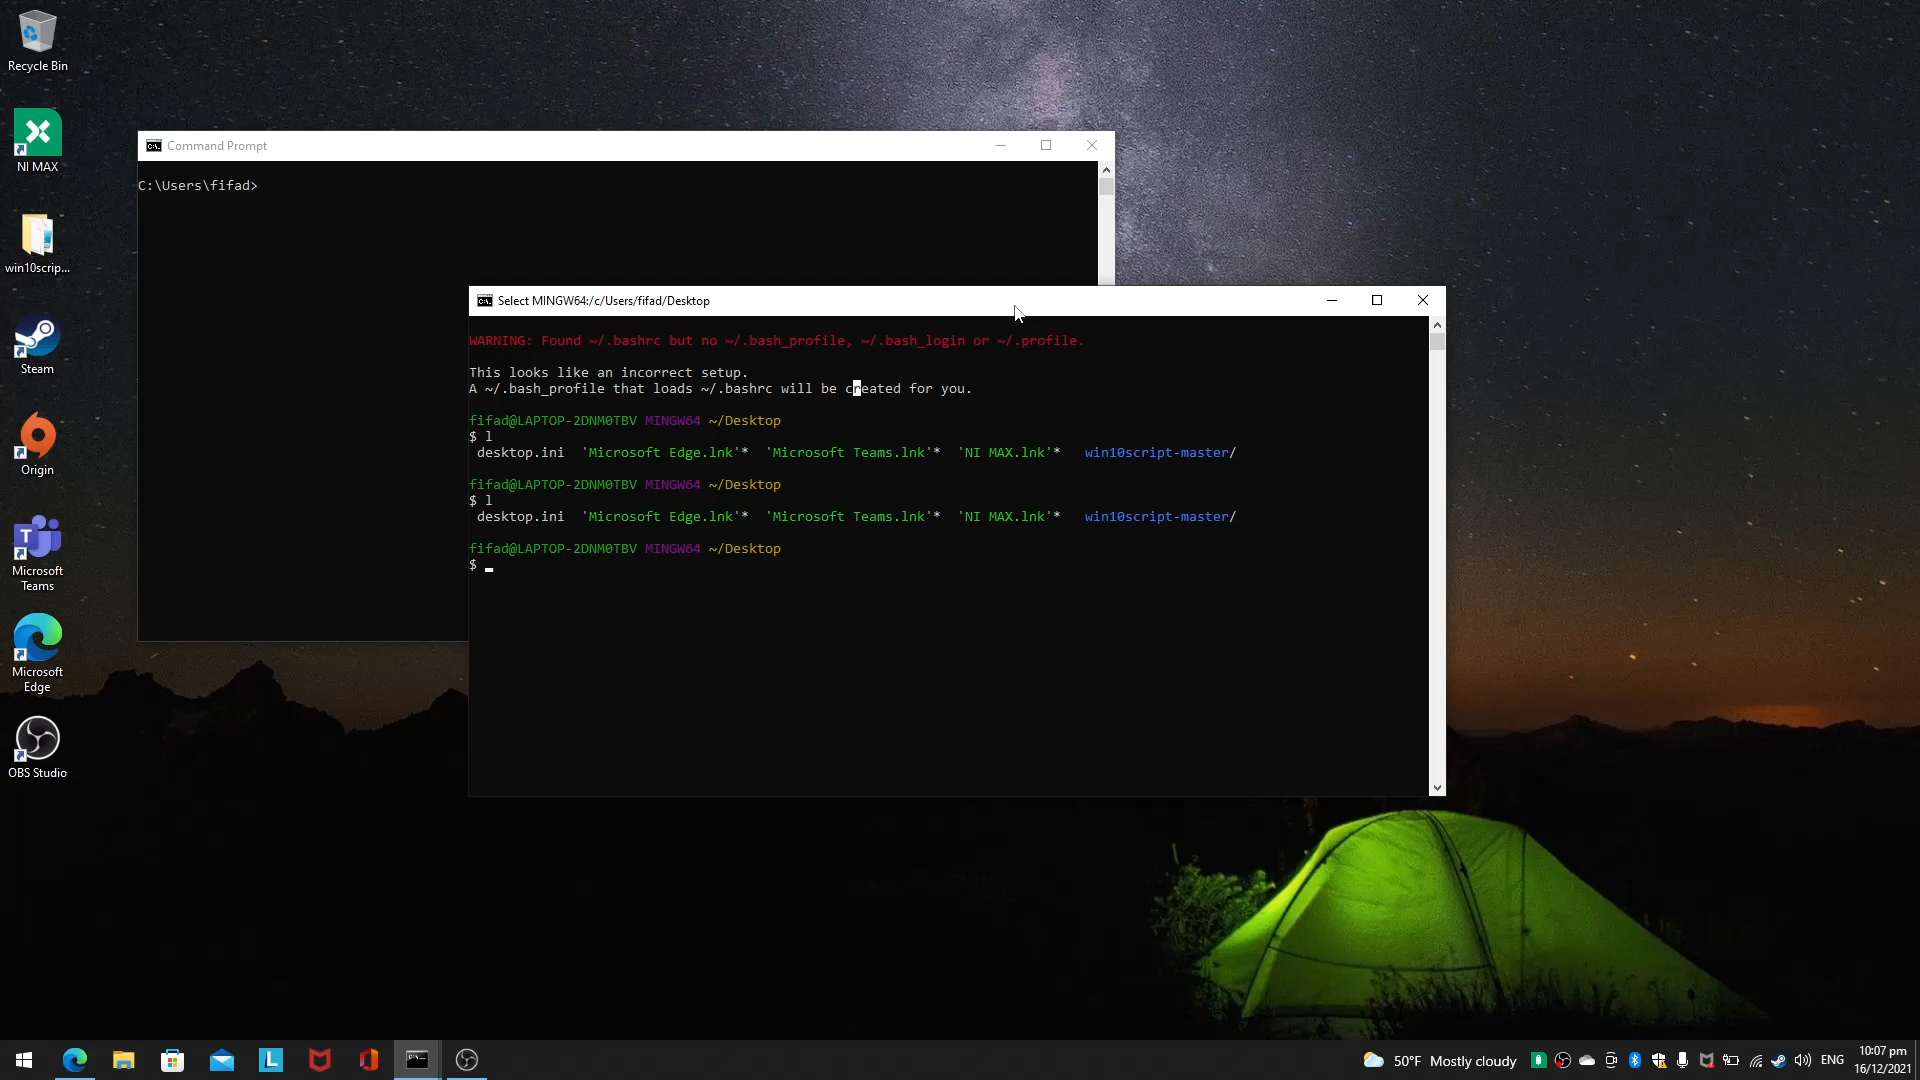 Recycle Bin
NI MAX
win10scrip...
Steam
Origin
Microsoft
Teams
Microsoft
Edge
OBS Studio
Command Prompt
C:\Users\fifad>
Select MINGW64:/c/Users/fifad/Desktop
WARNING: Found ~/.bashrc but no ~/.bash_profile, ~/.bash_login or ~/.profile.
This looks like an incorrect setup.
A ~/.bash_profile that loads ~/.bashrc will be created for you.
fifad@LAPTOP-2DNM0TBV MINGW64 ~/Desktop
$ l
desktop.ini 'Microsoft Edge.lnk'* 'Microsoft Teams.lnk'* 'NI MAX.lnk'* win10script-master/
fifad@LAPTOP-2DNM0TBV MINGW64 ~/Desktop
$ l
desktop.ini 'Microsoft Edge.lnk'* 'Microsoft Teams.lnk'* 'NI MAX.lnk'* win10script-master/
fifad@LAPTOP-2DNM0TBV MINGW64 ~/Desktop
$
50°F Mostly cloudy
ENG
10:07 pm
16/12/2021